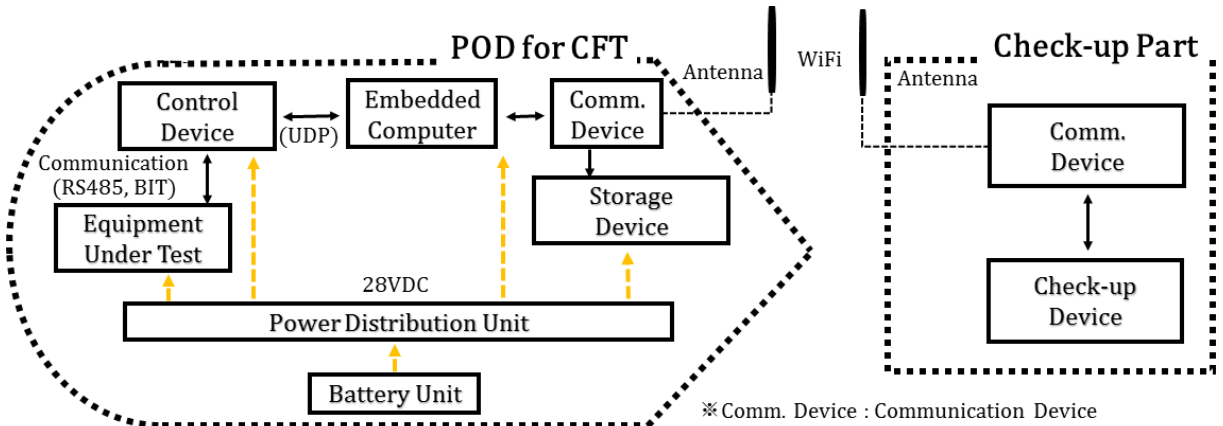 POD for CFT
Check-up Part
Antenna
WiFi
Antenna
Control
Device
(UDP)
Embedded
Computer
Comm.
Device
Comm.
Device
Communication
(RS485, BIT)
Storage
Device
Equipment
Under Test
28VDC
Check-up
Device
Power Distribution Unit
Battery Unit
※Comm. Device : Communication Device